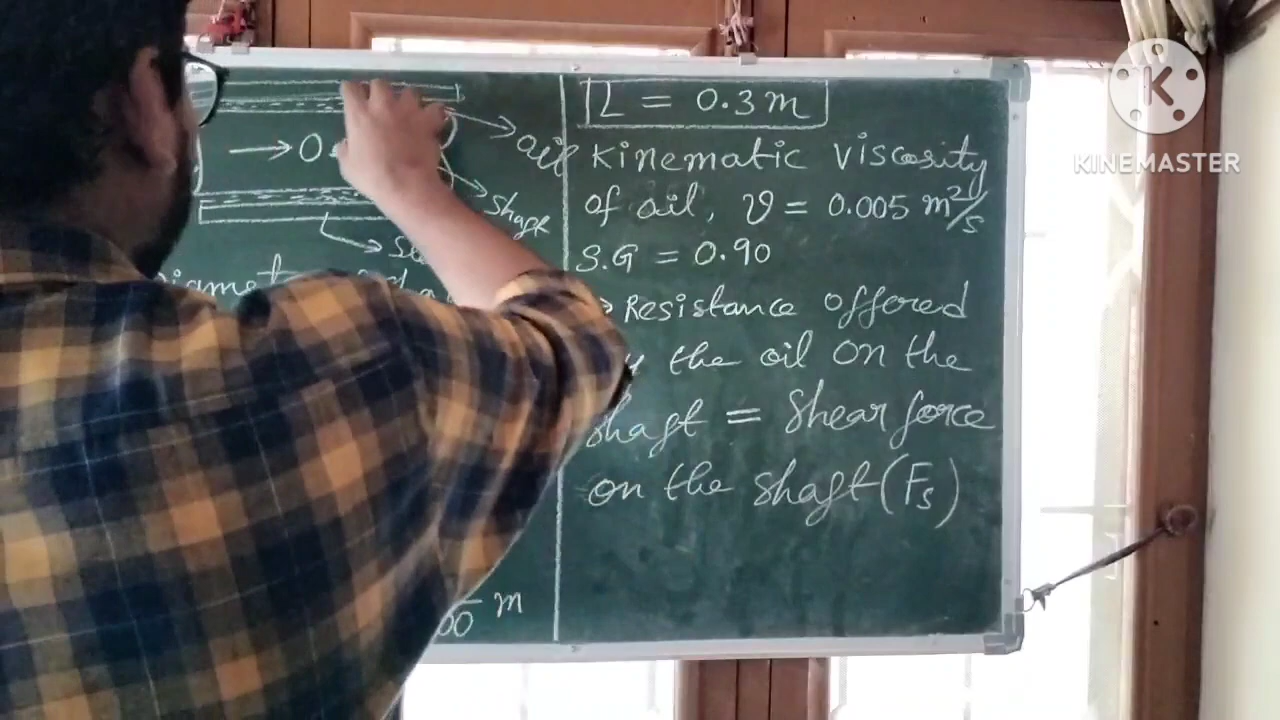 → 0.
oil
shaft
L = 0.3 m
Kinematic viscosity
of oil, ν = 0.005 m²/s
S.G = 0.90
→ Resistance offered
the oil on the
shaft = Shear force
on the shaft (Fs)
m
K
KINEMASTER